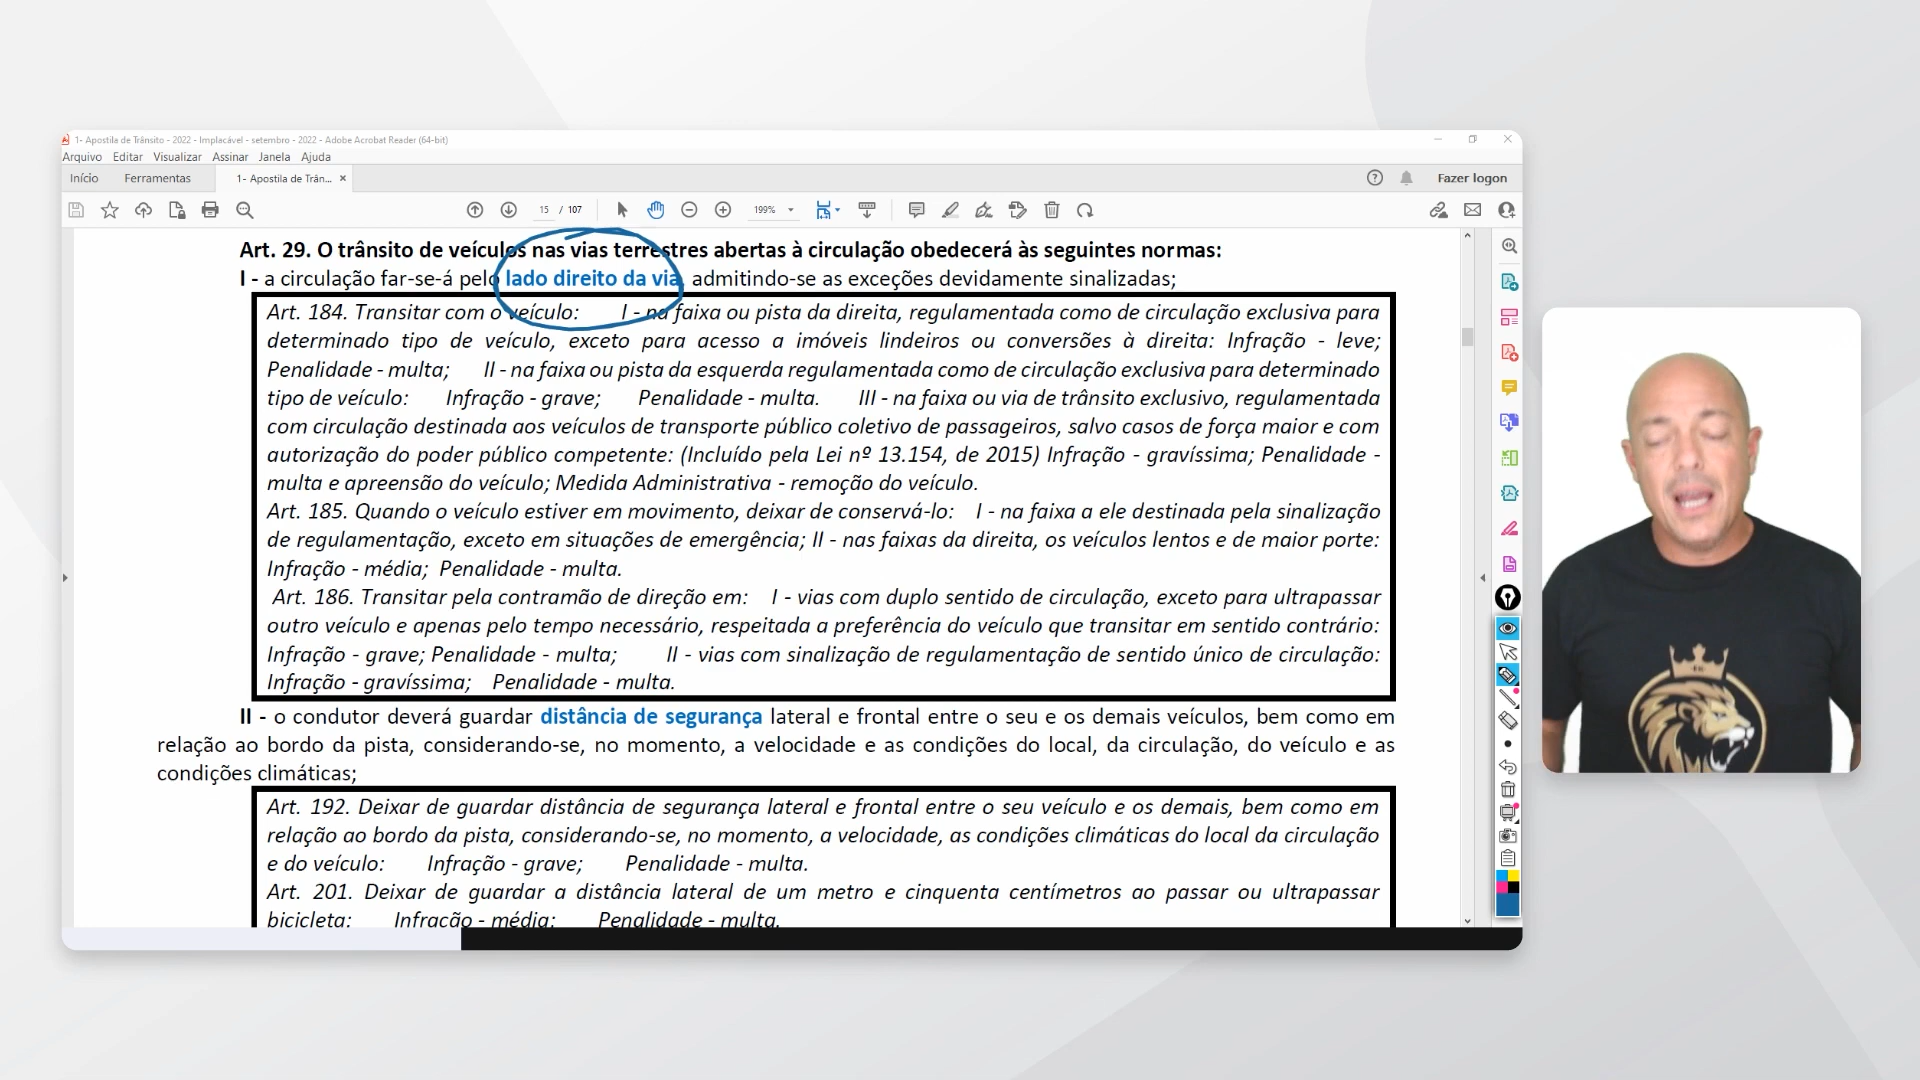 1- Apostila de Trânsito - 2022 - Implacável - setembro - 2022 - Adobe Acrobat Reader (64-bit)
Arquivo Editar Visualizar Assinar Janela Ajuda
Início Ferramentas 1- Apostila de Trân... × Fazer logon
15 / 107 199%
Art. 29. O trânsito de veículos nas vias terrestres abertas à circulação obedecerá às seguintes normas:
I - a circulação far-se-á pelo lado direito da via, admitindo-se as exceções devidamente sinalizadas;
Art. 184. Transitar com o veículo: I - na faixa ou pista da direita, regulamentada como de circulação exclusiva para
determinado tipo de veículo, exceto para acesso a imóveis lindeiros ou conversões à direita: Infração - leve;
Penalidade - multa; II - na faixa ou pista da esquerda regulamentada como de circulação exclusiva para determinado
tipo de veículo: Infração - grave; Penalidade - multa. III - na faixa ou via de trânsito exclusivo, regulamentada
com circulação destinada aos veículos de transporte público coletivo de passageiros, salvo casos de força maior e com
autorização do poder público competente: (Incluído pela Lei nº 13.154, de 2015) Infração - gravíssima; Penalidade -
multa e apreensão do veículo; Medida Administrativa - remoção do veículo.
Art. 185. Quando o veículo estiver em movimento, deixar de conservá-lo: I - na faixa a ele destinada pela sinalização
de regulamentação, exceto em situações de emergência; II - nas faixas da direita, os veículos lentos e de maior porte:
Infração - média; Penalidade - multa.
Art. 186. Transitar pela contramão de direção em: I - vias com duplo sentido de circulação, exceto para ultrapassar
outro veículo e apenas pelo tempo necessário, respeitada a preferência do veículo que transitar em sentido contrário:
Infração - grave; Penalidade - multa; II - vias com sinalização de regulamentação de sentido único de circulação:
Infração - gravíssima; Penalidade - multa.
II - o condutor deverá guardar distância de segurança lateral e frontal entre o seu e os demais veículos, bem como em
relação ao bordo da pista, considerando-se, no momento, a velocidade e as condições do local, da circulação, do veículo e as
condições climáticas;
Art. 192. Deixar de guardar distância de segurança lateral e frontal entre o seu veículo e os demais, bem como em
relação ao bordo da pista, considerando-se, no momento, a velocidade, as condições climáticas do local da circulação
e do veículo: Infração - grave; Penalidade - multa.
Art. 201. Deixar de guardar a distância lateral de um metro e cinquenta centímetros ao passar ou ultrapassar
bicicleta: Infração - média; Penalidade - multa.